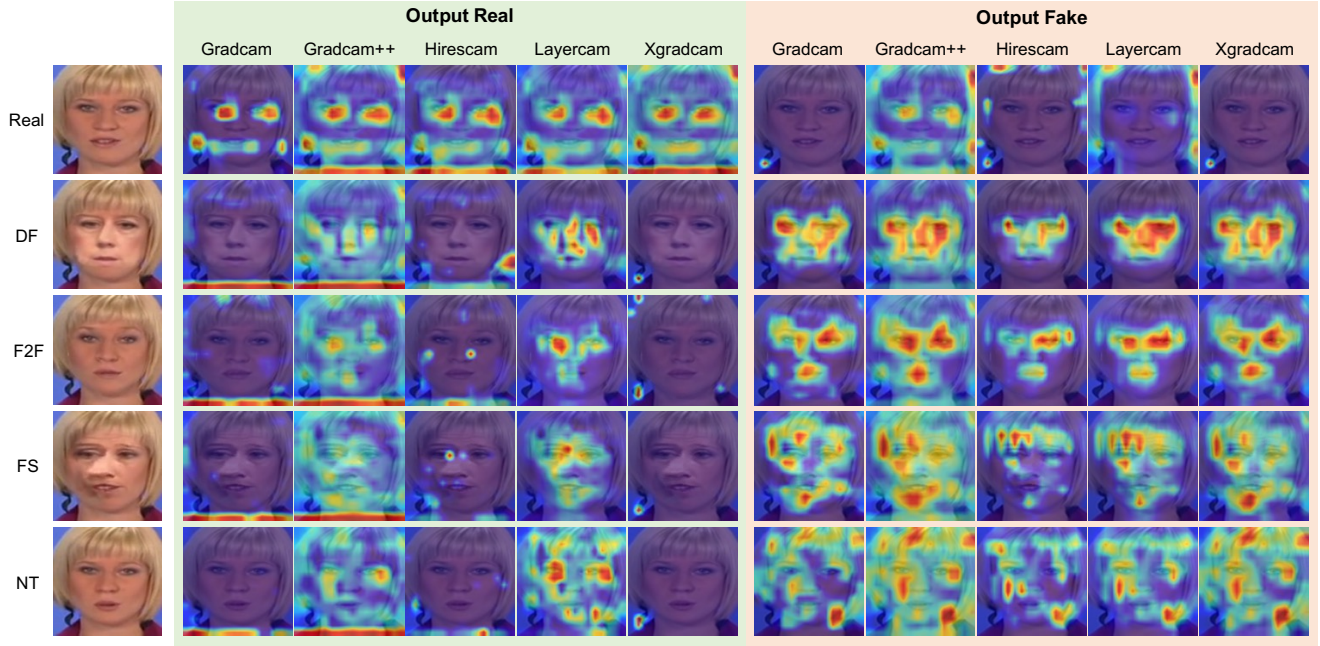 Output Real Output Fake
Gradcam Gradcam++ Hirescam Layercam Xgradcam Gradcam Gradcam++ Hirescam Layercam Xgradcam
Real
DF
F2F
FS
NT